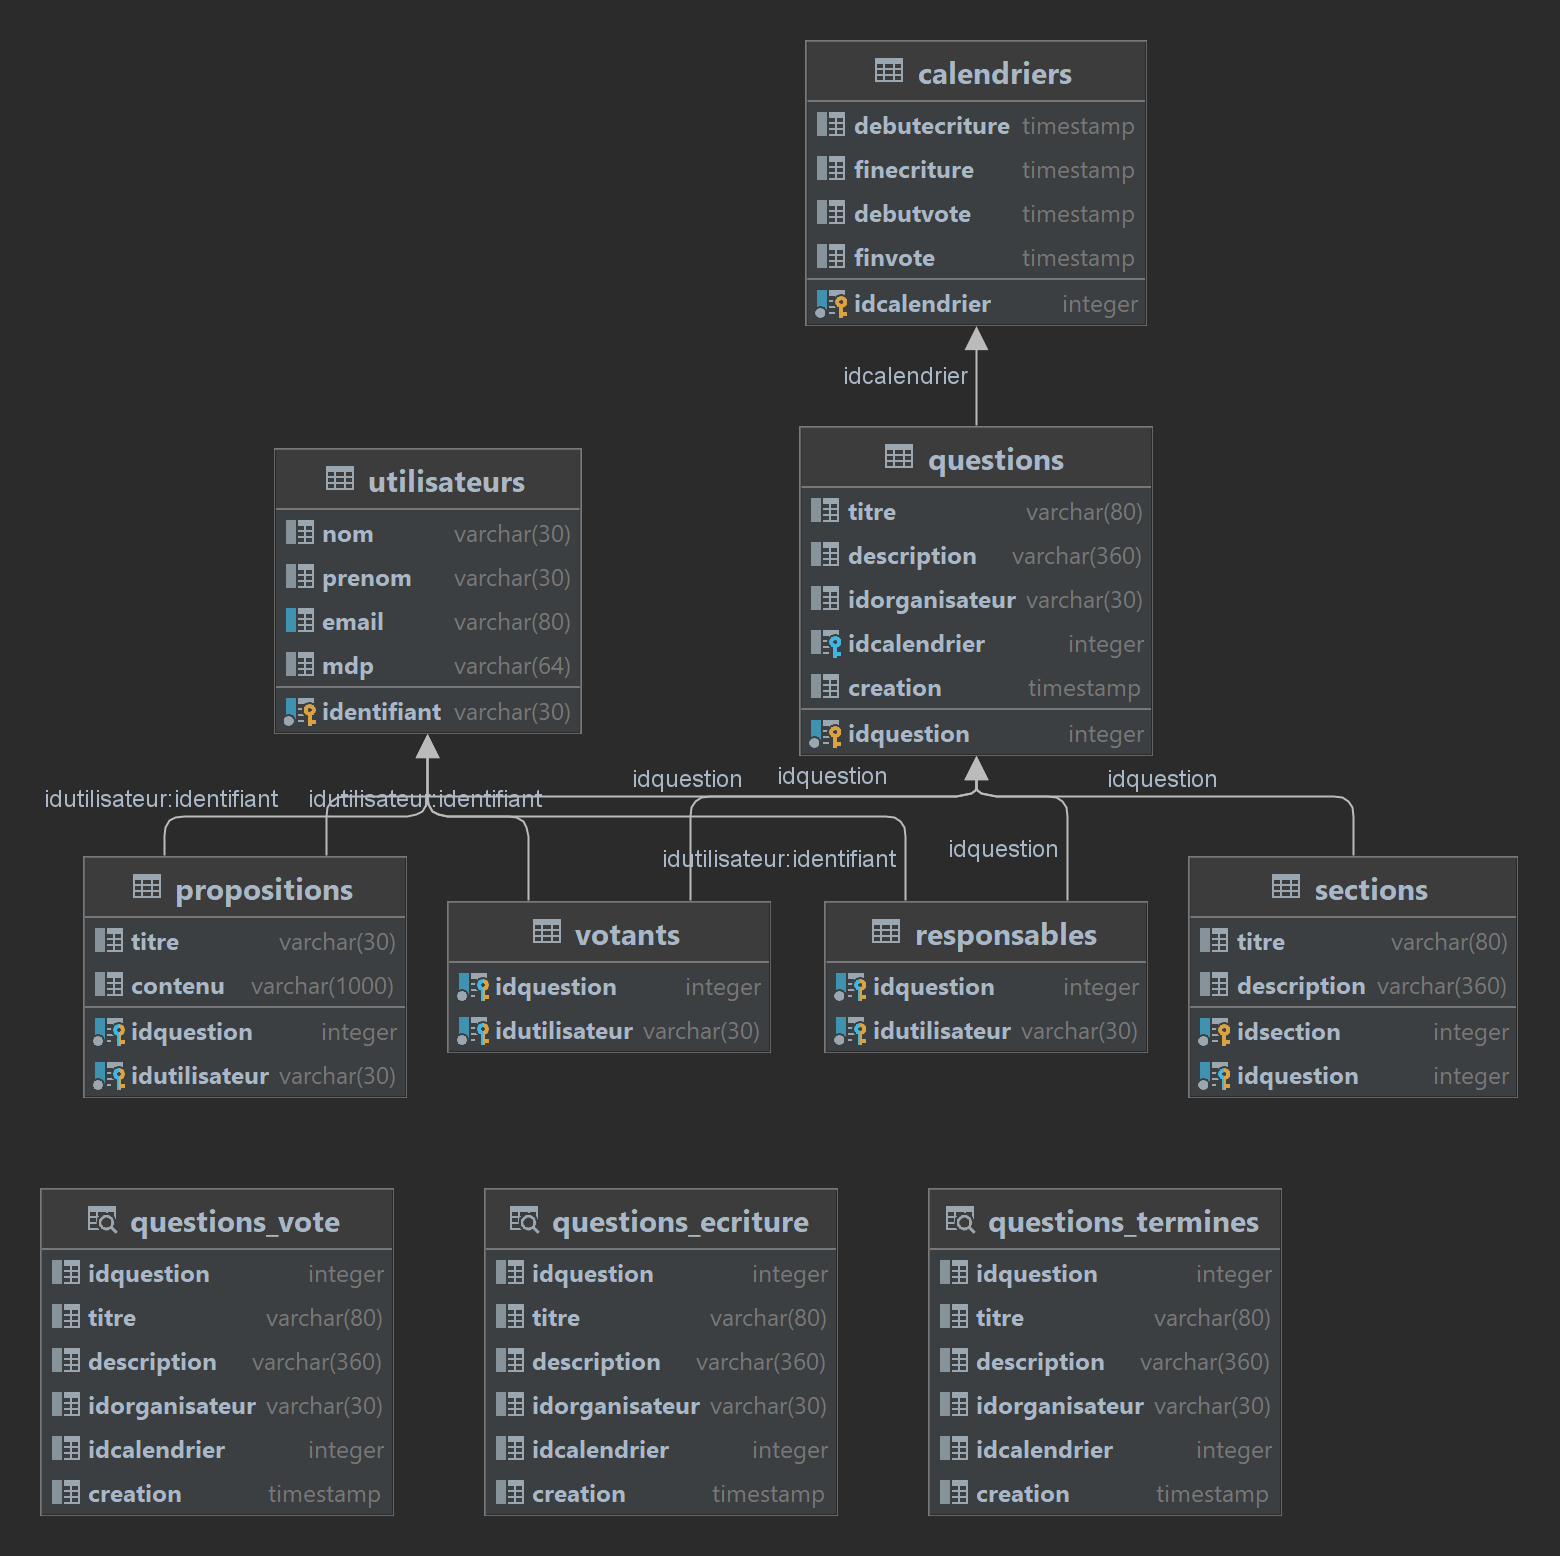 calendriers
debutecriture timestamp
finecriture timestamp
debutvote timestamp
finvote timestamp
idcalendrier integer
idcalendrier
utilisateurs
nom varchar(30)
prenom varchar(30)
email varchar(80)
mdp varchar(64)
identifiant varchar(30)
questions
titre varchar(80)
description varchar(360)
idorganisateur varchar(30)
idcalendrier integer
creation timestamp
idquestion integer
idutilisateur:identifiant
idutilisateur:identifiant
idquestion
idquestion
idquestion
idutilisateur:identifiant
idquestion
propositions
titre varchar(30)
contenu varchar(1000)
idquestion integer
idutilisateur varchar(30)
votants
idquestion integer
idutilisateur varchar(30)
responsables
idquestion integer
idutilisateur varchar(30)
sections
titre varchar(80)
description varchar(360)
idsection integer
idquestion integer
questions_vote
idquestion integer
titre varchar(80)
description varchar(360)
idorganisateur varchar(30)
idcalendrier integer
creation timestamp
questions_ecriture
idquestion integer
titre varchar(80)
description varchar(360)
idorganisateur varchar(30)
idcalendrier integer
creation timestamp
questions_termines
idquestion integer
titre varchar(80)
description varchar(360)
idorganisateur varchar(30)
idcalendrier integer
creation timestamp